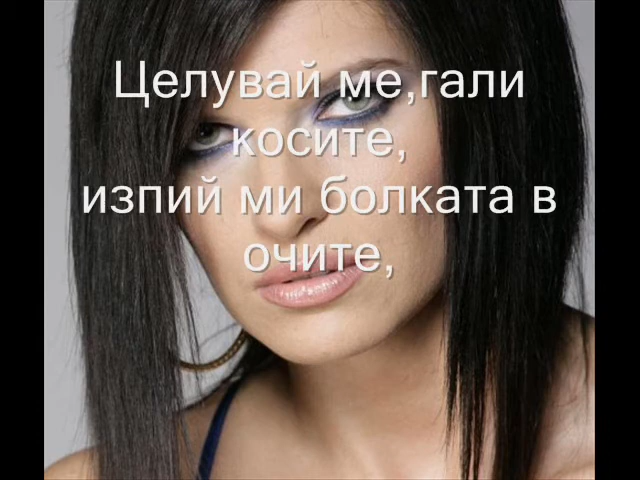 Целувай ме,гали
косите,
изпий ми болката в
очите,